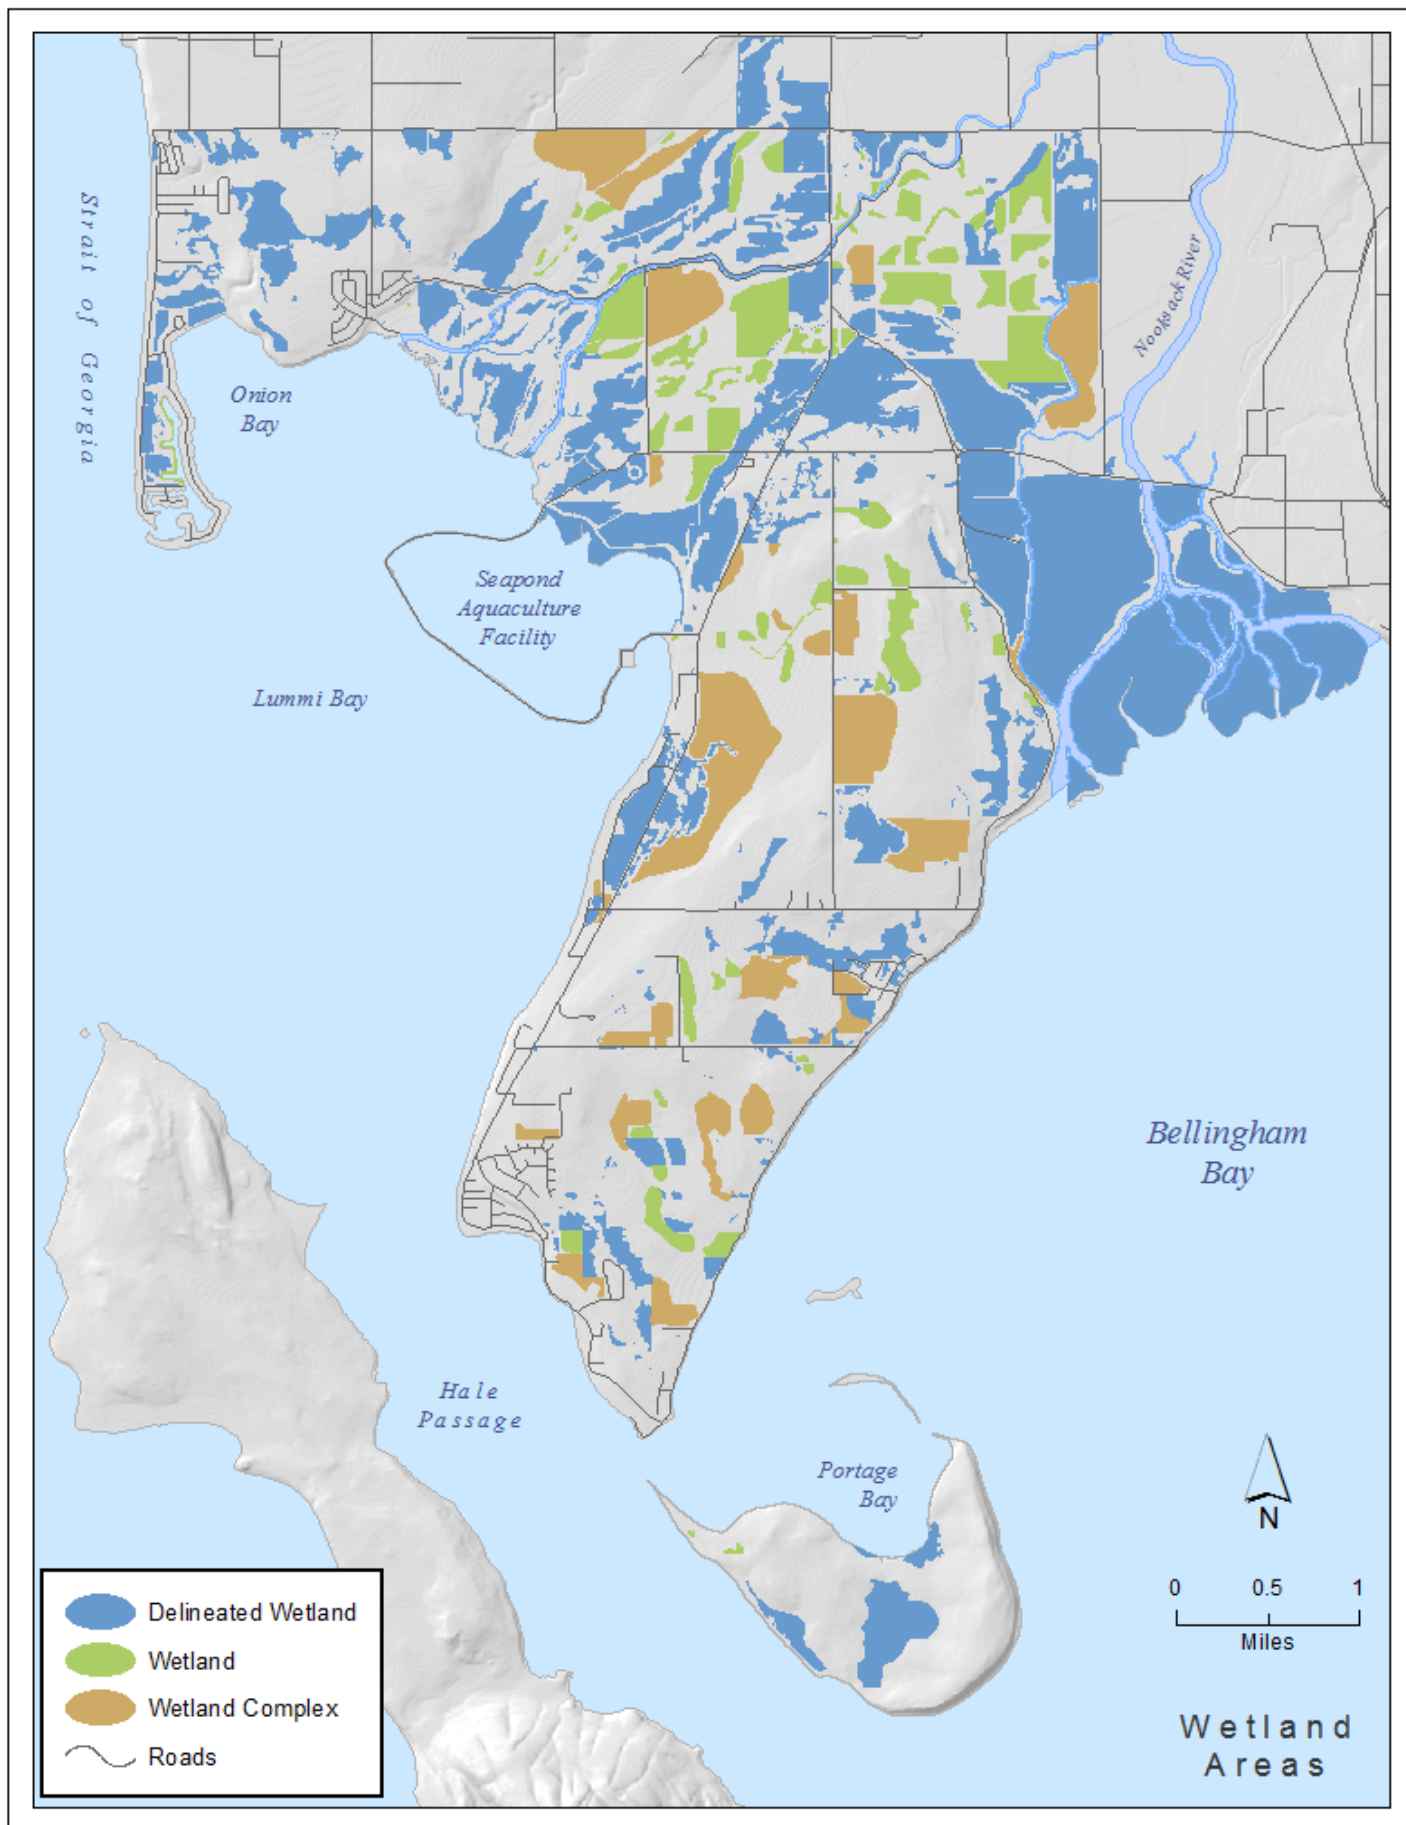 Strait of Georgia
Nooksack River
Onion
Bay
Seapond
Aquaculture
Facility
Lummi Bay
Bellingham
Bay
Hale
Passage
Portage
Bay
N
0 0.5 1
Miles
Delineated Wetland
Wetland
Wetland Complex
Roads
Wetland
Areas